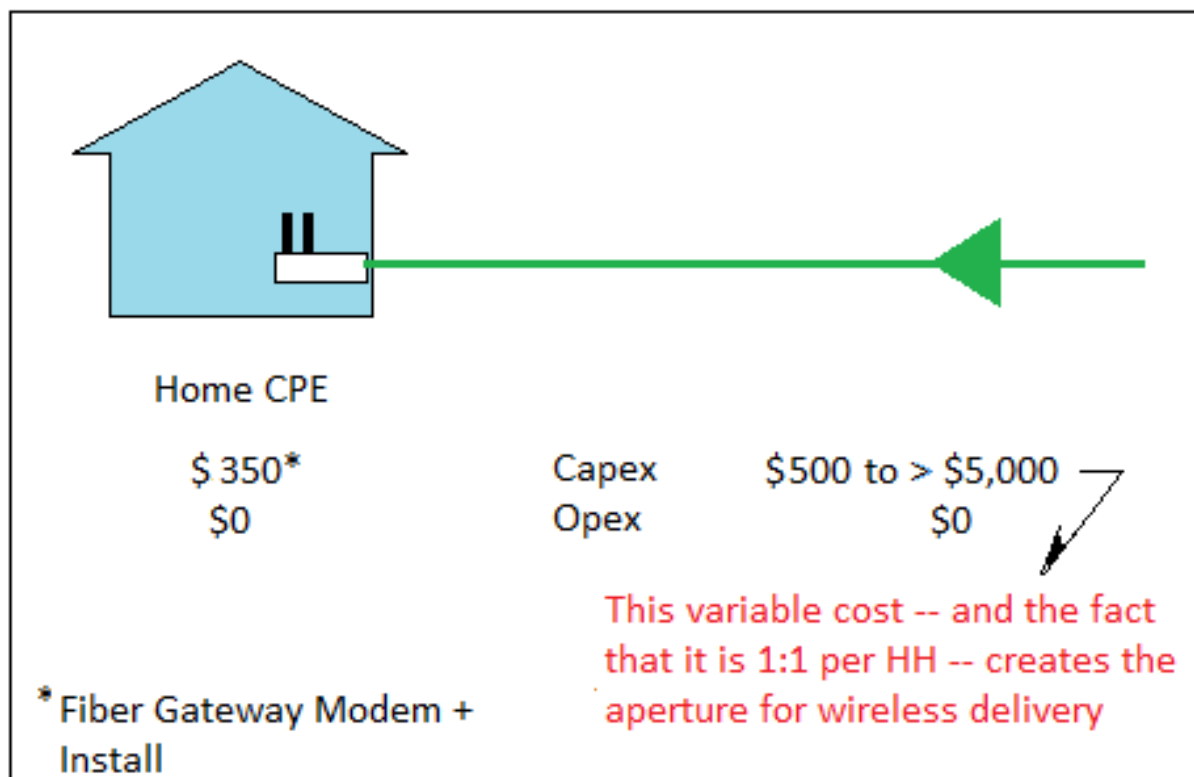 Home CPE
$ 350* Capex $500 to > $5,000
$0 Opex $0
This variable cost -- and the fact
that it is 1:1 per HH -- creates the
aperture for wireless delivery
* Fiber Gateway Modem +
Install